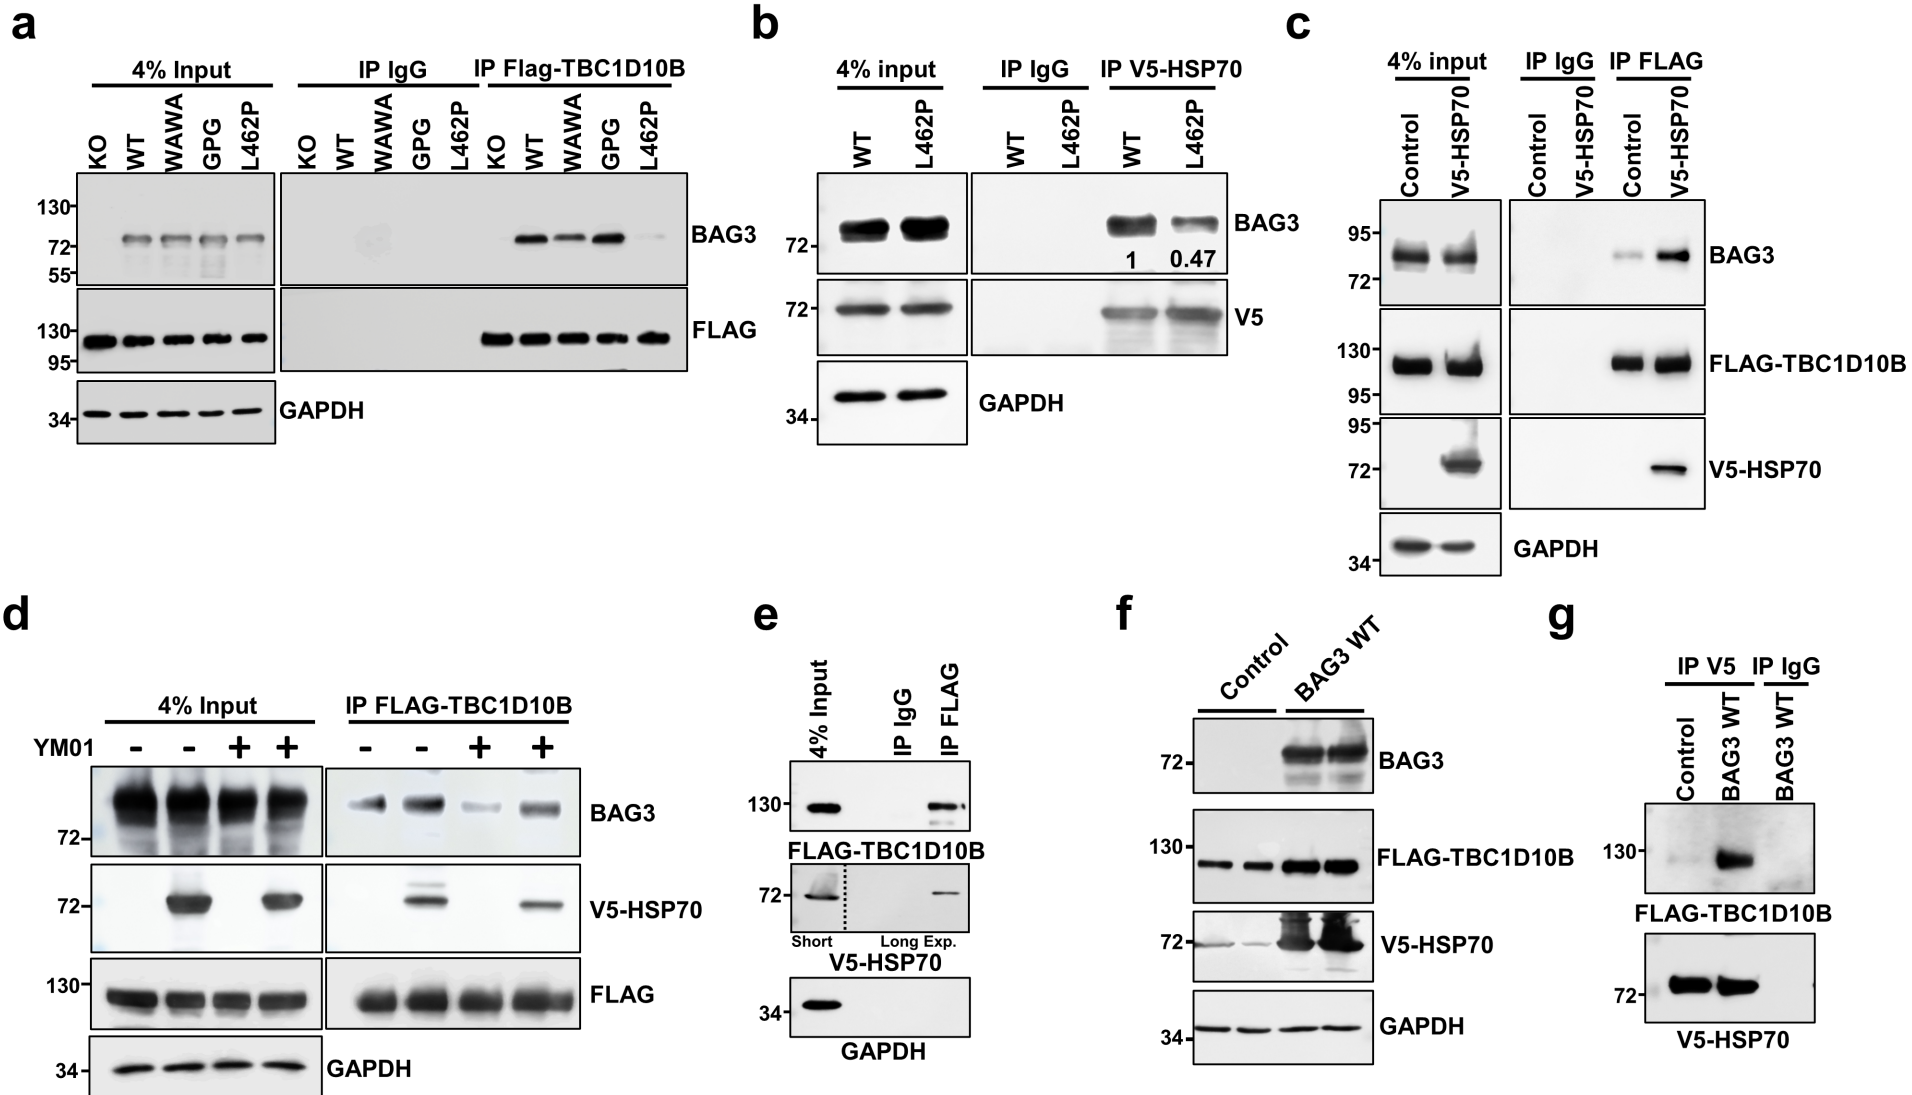 a
4% Input
IP IgG
IP Flag-TBC1D10B
KO
WT
WAWA
GPG
L462P
KO
WT
WAWA
GPG
L462P
KO
WT
WAWA
GPG
L462P
130
72
55
BAG3
130
95
FLAG
34
GAPDH
b
4% input
IP IgG
IP V5-HSP70
WT
L462P
WT
L462P
WT
L462P
72
1
0.47
BAG3
72
V5
34
GAPDH
c
4% input
IP IgG
IP FLAG
Control
V5-HSP70
Control
V5-HSP70
Control
V5-HSP70
95
72
BAG3
130
95
FLAG-TBC1D10B
95
72
V5-HSP70
34
GAPDH
d
4% Input
IP FLAG-TBC1D10B
YM01 - - + + - - + +
72
BAG3
72
V5-HSP70
130
FLAG
34
GAPDH
e
4% Input
IP IgG
IP FLAG
130
FLAG-TBC1D10B
72
Short
Long Exp.
V5-HSP70
34
GAPDH
f
Control
BAG3 WT
72
BAG3
130
FLAG-TBC1D10B
72
V5-HSP70
34
GAPDH
g
IP V5
IP IgG
Control
BAG3 WT
BAG3 WT
130
FLAG-TBC1D10B
72
V5-HSP70